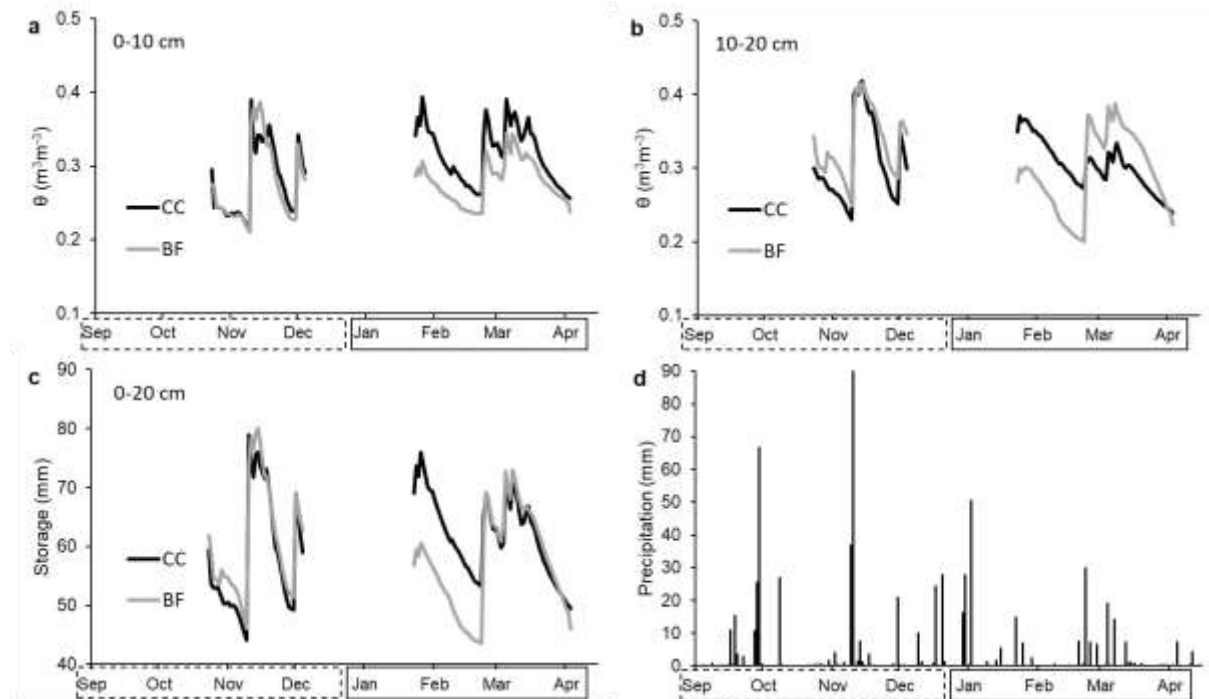 a
0-10 cm
0.5
0.4
0.3
0.2
0.1
θ (m³m⁻³)
CC
BF
Sep Oct Nov Dec Jan Feb Mar Apr
b
10-20 cm
0.5
0.4
0.3
0.2
0.1
θ (m³m⁻³)
CC
BF
Sep Oct Nov Dec Jan Feb Mar Apr
c
0-20 cm
90
80
70
60
50
40
Storage (mm)
CC
BF
Sep Oct Nov Dec Jan Feb Mar Apr
d
90
80
70
60
50
40
30
20
10
0
Precipitation (mm)
Sep Oct Nov Dec Jan Feb Mar Apr